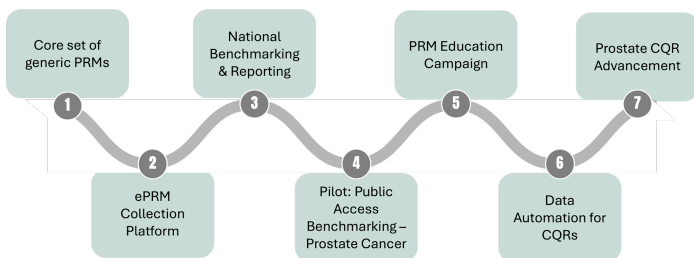 Core set of
generic PRMs
1
ePRM
Collection
Platform
2
National
Benchmarking
& Reporting
3
Pilot: Public
Access
Benchmarking –
Prostate Cancer
4
PRM Education
Campaign
5
Data
Automation for
CQRs
6
Prostate CQR
Advancement
7